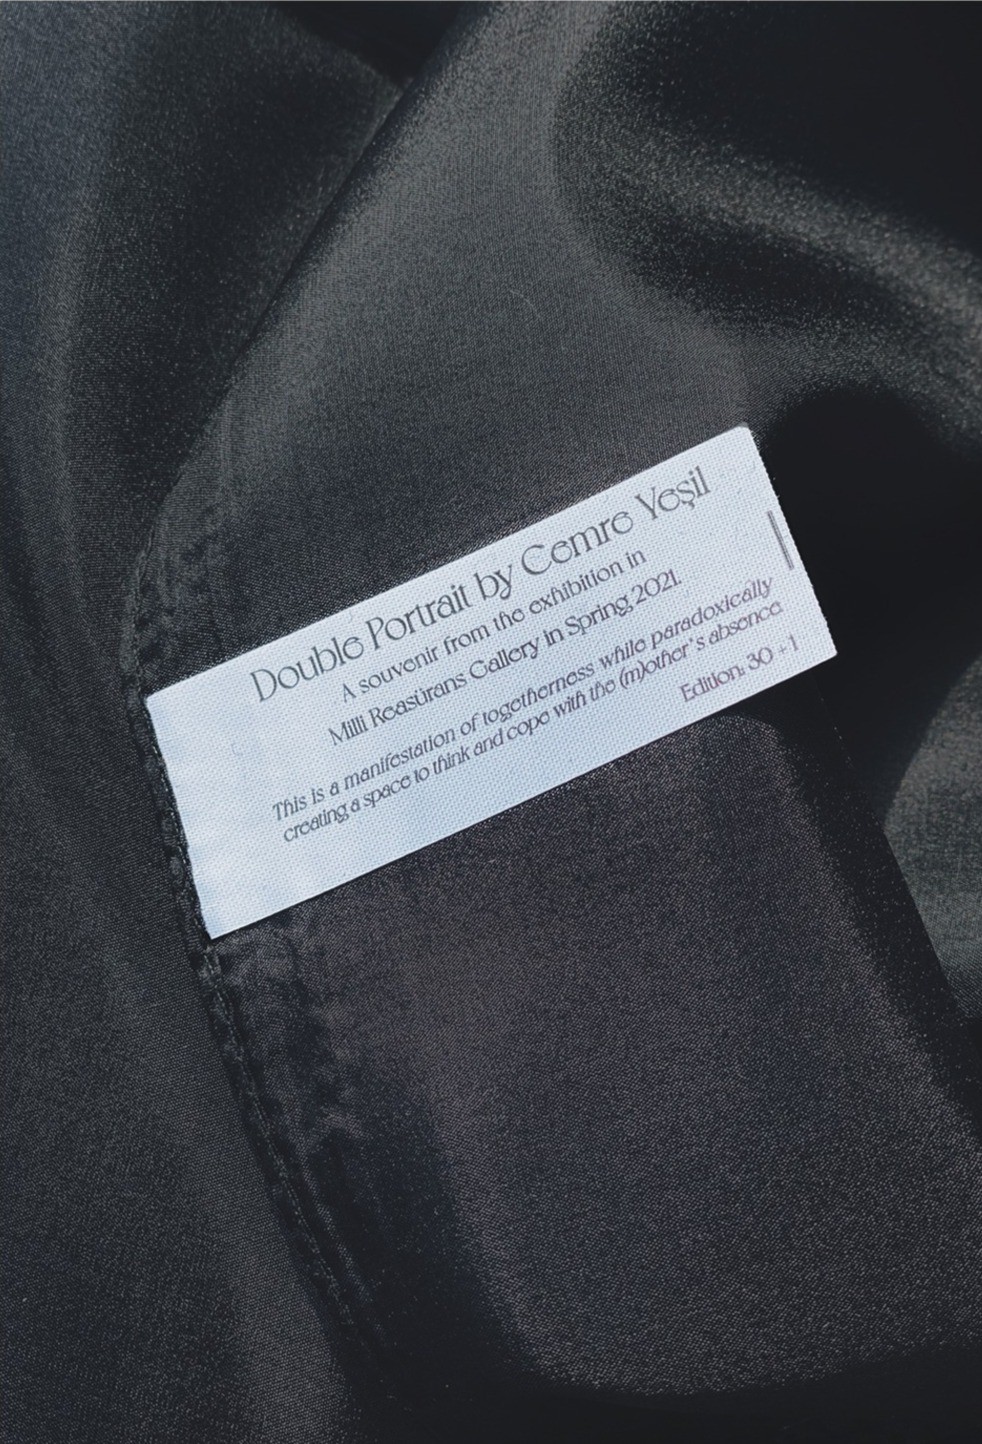 Double Portrait by Cemre Yeşil
A souvenir from the exhibition in
Milli Reasürans Gallery in Spring 2021.
This is a manifestation of togetherness while paradoxically
creating a space to think and cope with the (m)other's absence.
Edition: 30 + 1